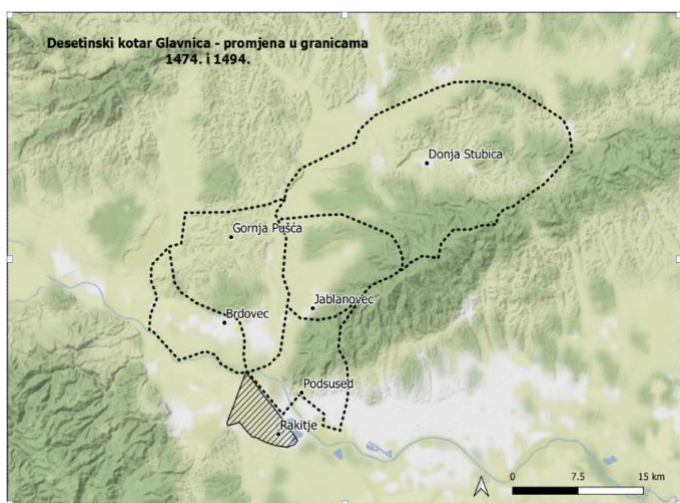 Desetinski kotar Glavnica - promjena u granicama
1474. i 1494.
Donja Stubica
Gornja Pušća
Jablanovec
Brdovec
Podsused
Rakitje
0 7.5 15 km